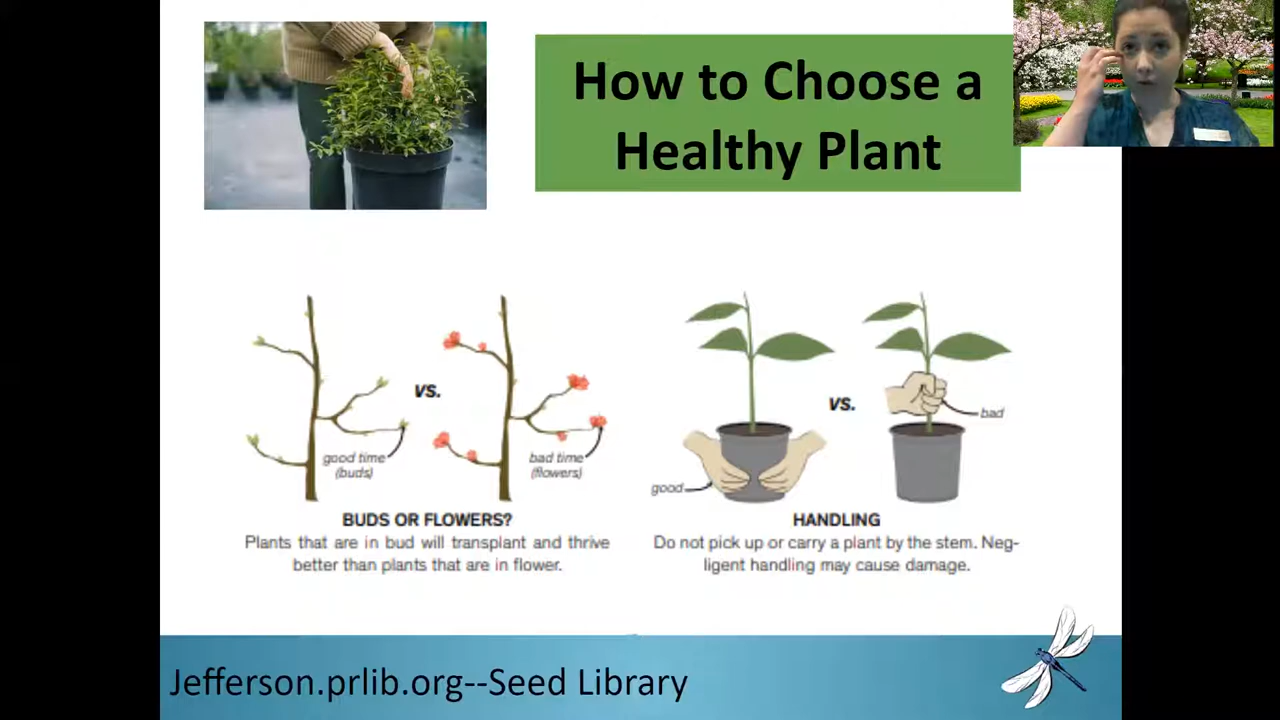 How to Choose a
Healthy Plant
vs.
good time
(buds)
bad time
(flowers)
BUDS OR FLOWERS?
Plants that are in bud will transplant and thrive
better than plants that are in flower.
vs.
bad
good
HANDLING
Do not pick up or carry a plant by the stem. Neg-
ligent handling may cause damage.
Jefferson.prlib.org--Seed Library